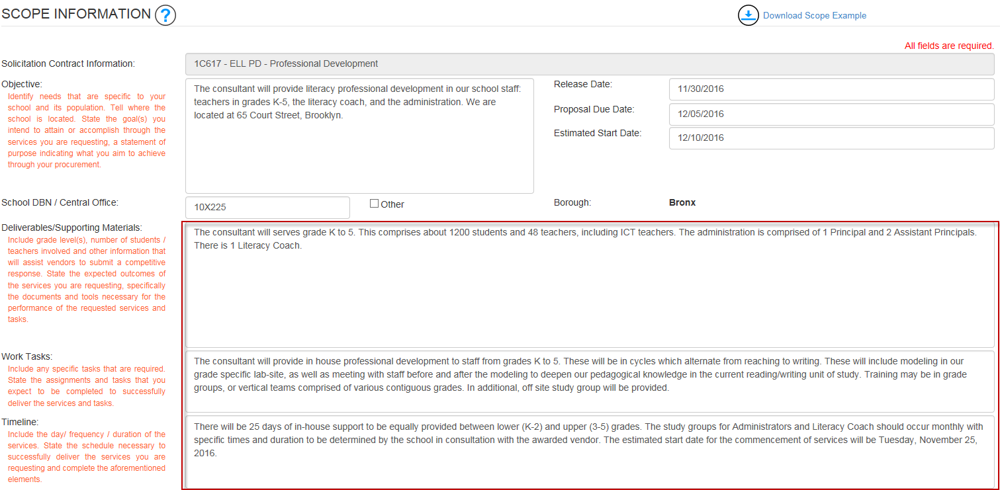 SCOPE INFORMATION ?
Download Scope Example
All fields are required.
Solicitation Contract Information:
1C617 - ELL PD - Professional Development
Objective:
Identify needs that are specific to your
school and its population. Tell where the
school is located. State the goal(s) you
intend to attain or accomplish through the
services you are requesting, a statement of
purpose indicating what you aim to achieve
through your procurement.
The consultant will provide literacy professional development in our school staff:
teachers in grades K-5, the literacy coach, and the administration. We are
located at 65 Court Street, Brooklyn.
Release Date:
11/30/2016
Proposal Due Date:
12/05/2016
Estimated Start Date:
12/10/2016
School DBN / Central Office:
10X225
Other
Borough:
Bronx
Deliverables/Supporting Materials:
Include grade level(s), number of students /
teachers involved and other information that
will assist vendors to submit a competitive
response. State the expected outcomes of
the services you are requesting, specifically
the documents and tools necessary for the
performance of the requested services and
tasks.
The consultant will serves grade K to 5. This comprises about 1200 students and 48 teachers, including ICT teachers. The administration is comprised of 1 Principal and 2 Assistant Principals.
There is 1 Literacy Coach.
Work Tasks:
Include any specific tasks that are required.
State the assignments and tasks that you
expect to be completed to successfully
deliver the services and tasks.
The consultant will provide in house professional development to staff from grades K to 5. These will be in cycles which alternate from reaching to writing. These will include modeling in our
grade specific lab-site, as well as meeting with staff before and after the modeling to deepen our pedagogical knowledge in the current reading/writing unit of study. Training may be in grade
groups, or vertical teams comprised of various contiguous grades. In additional, off site study group will be provided.
Timeline:
Include the day/ frequency / duration of the
services. State the schedule necessary to
successfully deliver the services you are
requesting and complete the aforementioned
elements.
There will be 25 days of in-house support to be equally provided between lower (K-2) and upper (3-5) grades. The study groups for Administrators and Literacy Coach should occur monthly with
specific times and duration to be determined by the school in consultation with the awarded vendor. The estimated start date for the commencement of services will be Tuesday, November 25,
2016.